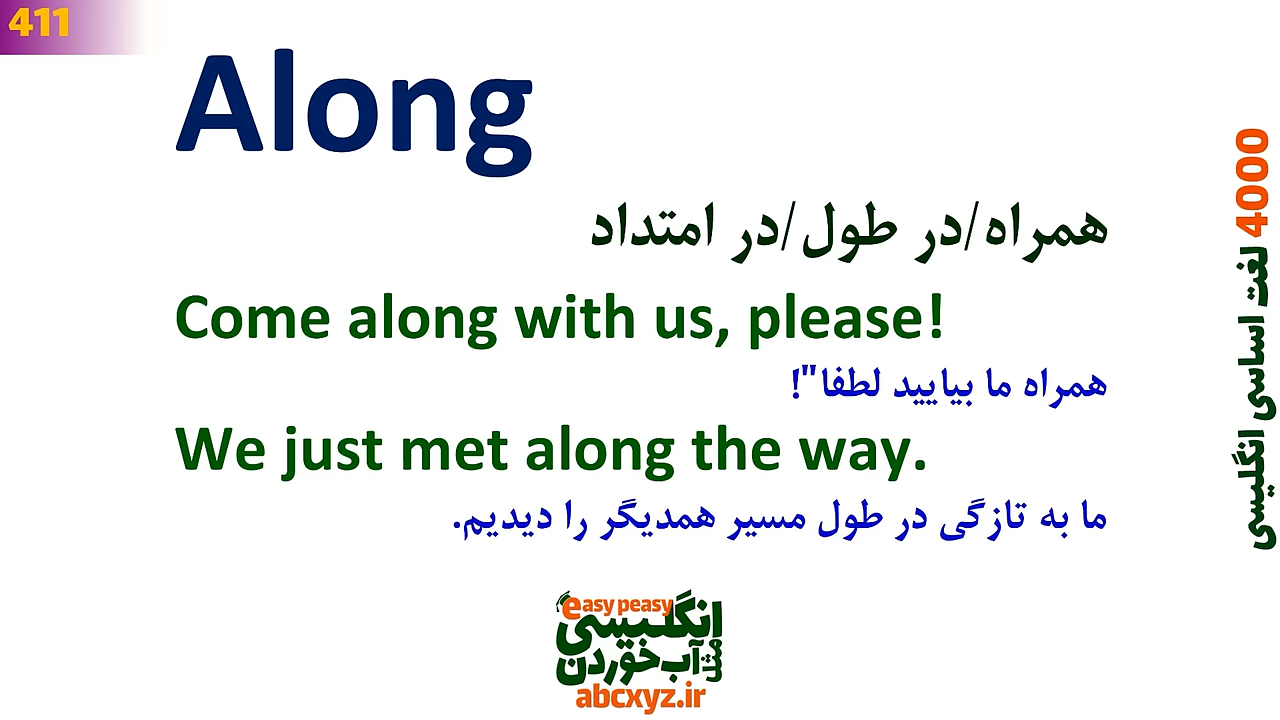 411
Along
همراه/در طول/در امتداد
Come along with us, please!
همراه ما بیایید لطفا"!
We just met along the way.
ما به تازگی در طول مسیر همدیگر را دیدیم.
4000 لغت اساسی انگلیسی
easy peasy
انگلیسی
مثل آب خوردن
abcxyz.ir